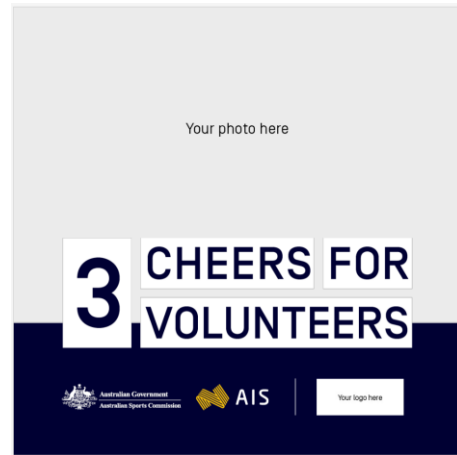 Your photo here
3 CHEERS FOR
VOLUNTEERS
Australian Government
Australian Sports Commission
AIS
Your logo here